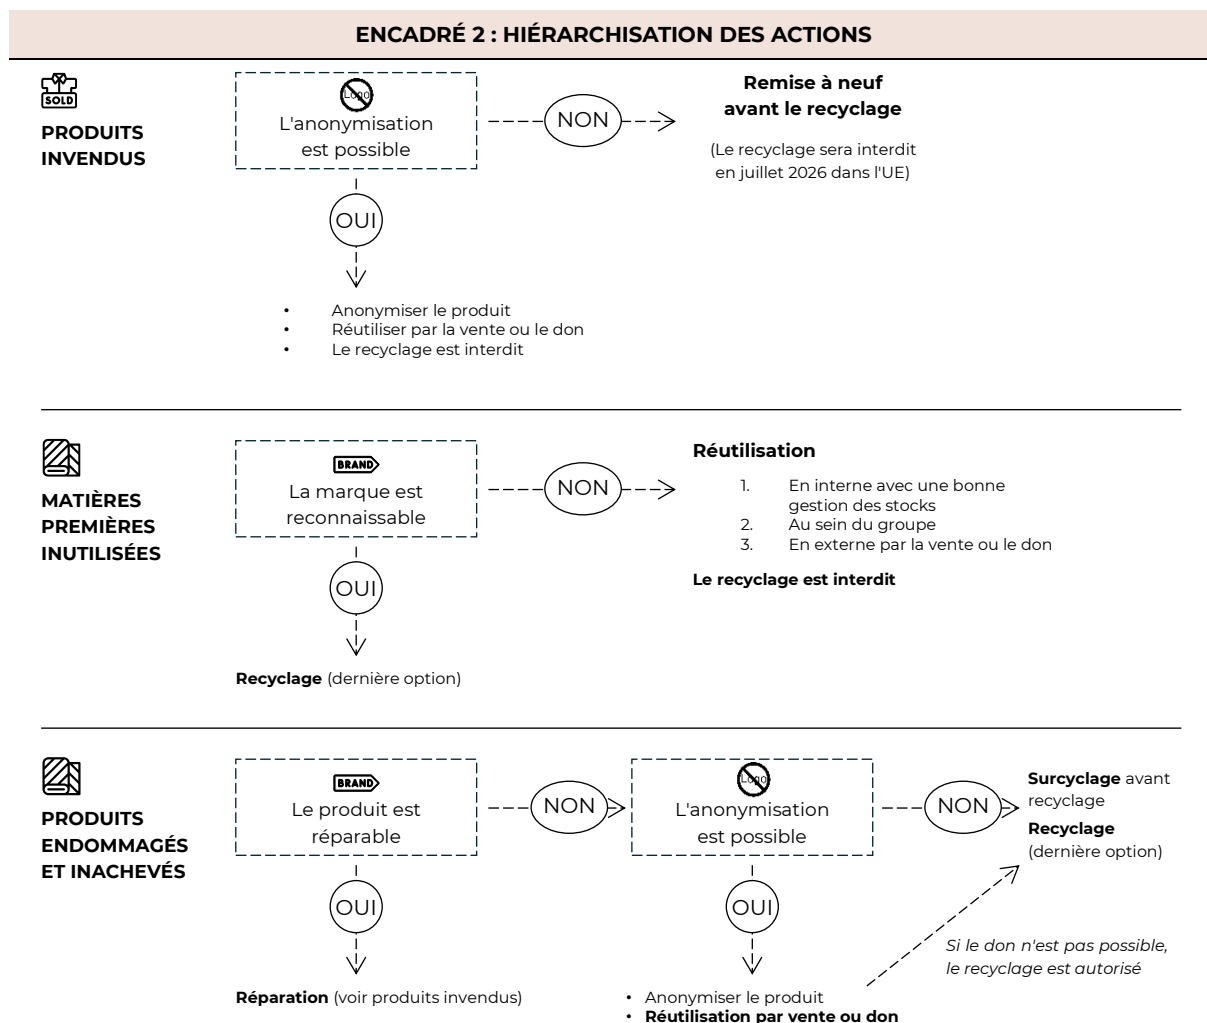 ENCADRÉ 2 : HIÉRARCHISATION DES ACTIONS
SOLD
PRODUITS
INVENDUS
Logo
L'anonymisation
est possible
NON
Remise à neuf
avant le recyclage
(Le recyclage sera interdit
en juillet 2026 dans l'UE)
OUI
• Anonymiser le produit
• Réutiliser par la vente ou le don
• Le recyclage est interdit
MATIÈRES
PREMIÈRES
INUTILISÉES
BRAND
La marque est
reconnaissable
NON
Réutilisation
1. En interne avec une bonne
gestion des stocks
2. Au sein du groupe
3. En externe par la vente ou le don
Le recyclage est interdit
OUI
Recyclage (dernière option)
PRODUITS
ENDOMMAGÉS
ET INACHEVÉS
BRAND
Le produit est
réparable
NON
Logo
L'anonymisation
est possible
NON
Surcyclage avant
recyclage
Recyclage
(dernière option)
OUI
OUI
Si le don n'est pas possible,
le recyclage est autorisé
Réparation (voir produits invendus)
• Anonymiser le produit
• Réutilisation par vente ou don